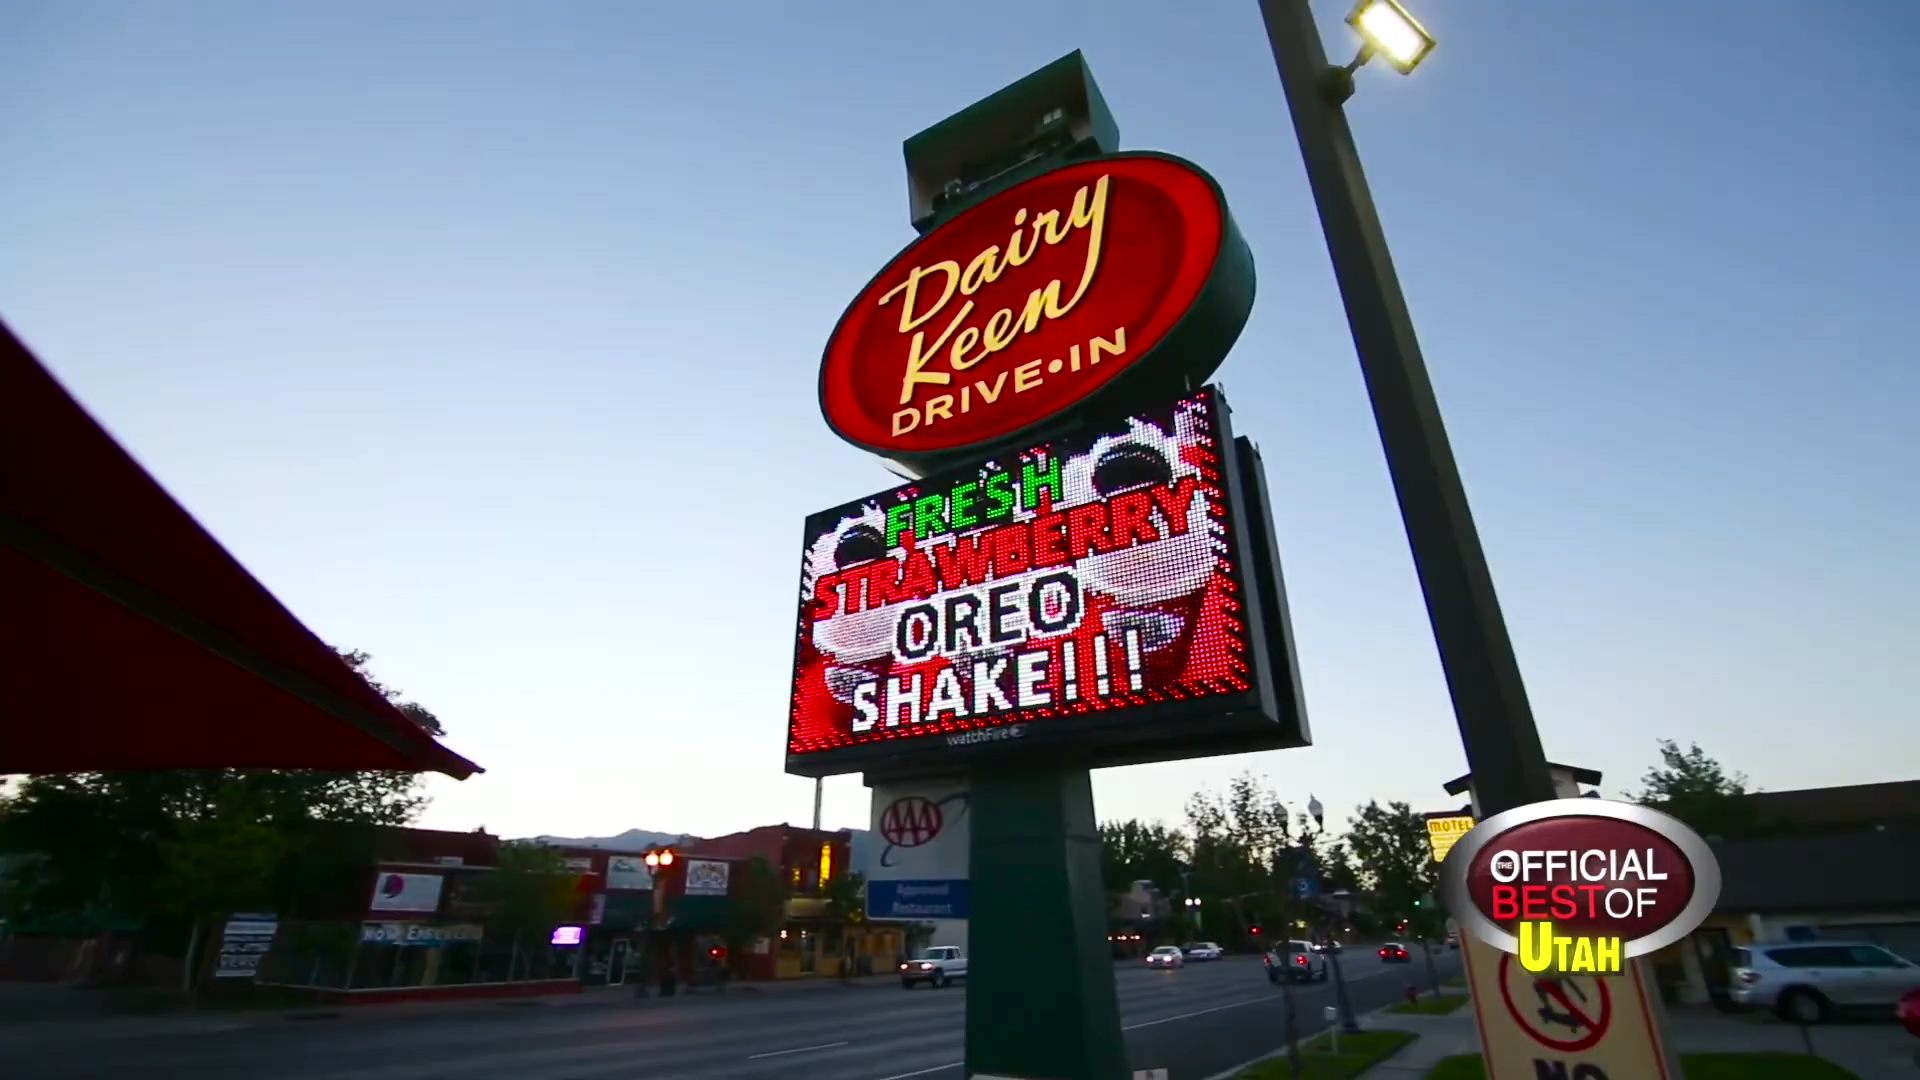 Dairy
Keen
DRIVE•IN
FRESH
STRAWBERRY
OREO
SHAKE!!!
watchFire
AAA
Approved
Restaurant
MOTEL
THE OFFICIAL
BEST OF
UTAH
NO